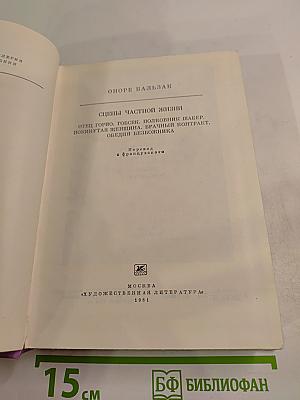 ОНОРЕ БАЛЬЗАК
СЦЕНЫ ЧАСТНОЙ ЖИЗНИ
ОТЕЦ ГОРИО, ГОБСЕК, ПОЛКОВНИК ШАБЕР,
ПОКИНУТАЯ ЖЕНЩИНА, БРАЧНЫЙ КОНТРАКТ,
ОБЕДНЯ БЕЗБОЖНИКА
Перевод
с французского
МОСКВА
«ХУДОЖЕСТВЕННАЯ ЛИТЕРАТУРА»
1981
15 см
БФ БИБЛИОФАН